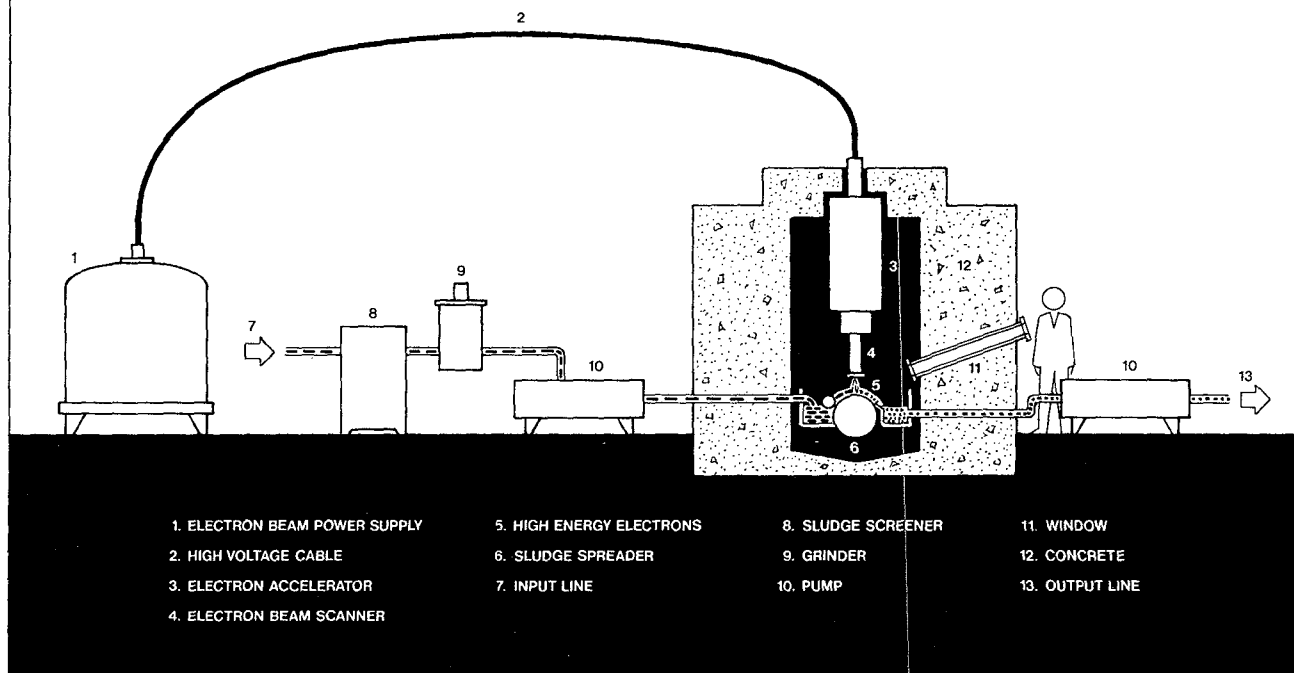 2
1
9
7
8
3
12
4
10
5
11
10
13
6
1. ELECTRON BEAM POWER SUPPLY
2. HIGH VOLTAGE CABLE
3. ELECTRON ACCELERATOR
4. ELECTRON BEAM SCANNER
5. HIGH ENERGY ELECTRONS
6. SLUDGE SPREADER
7. INPUT LINE
8. SLUDGE SCREENER
9. GRINDER
10. PUMP
11. WINDOW
12. CONCRETE
13. OUTPUT LINE